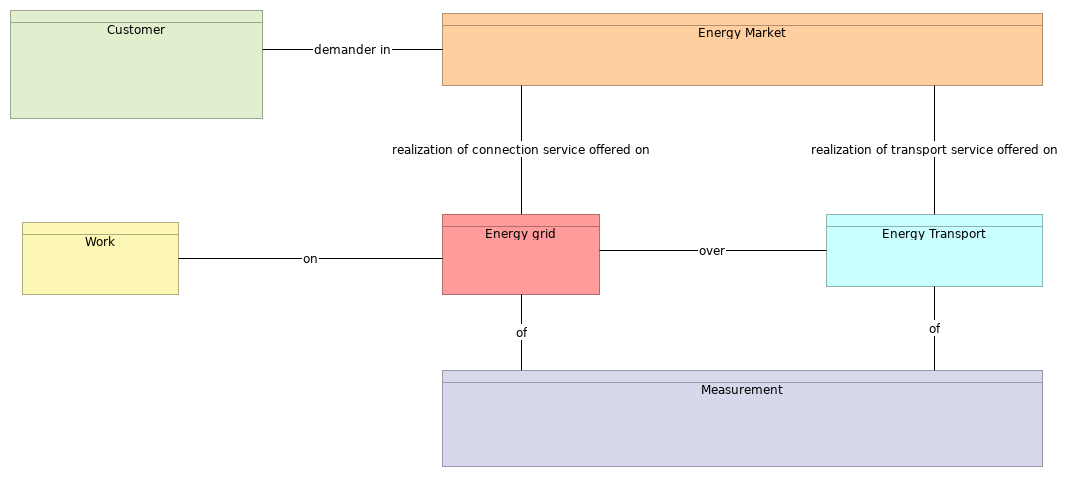 Customer
Energy Market
demander in
realization of connection service offered on
realization of transport service offered on
Work
Energy grid
Energy Transport
on
over
of
of
Measurement